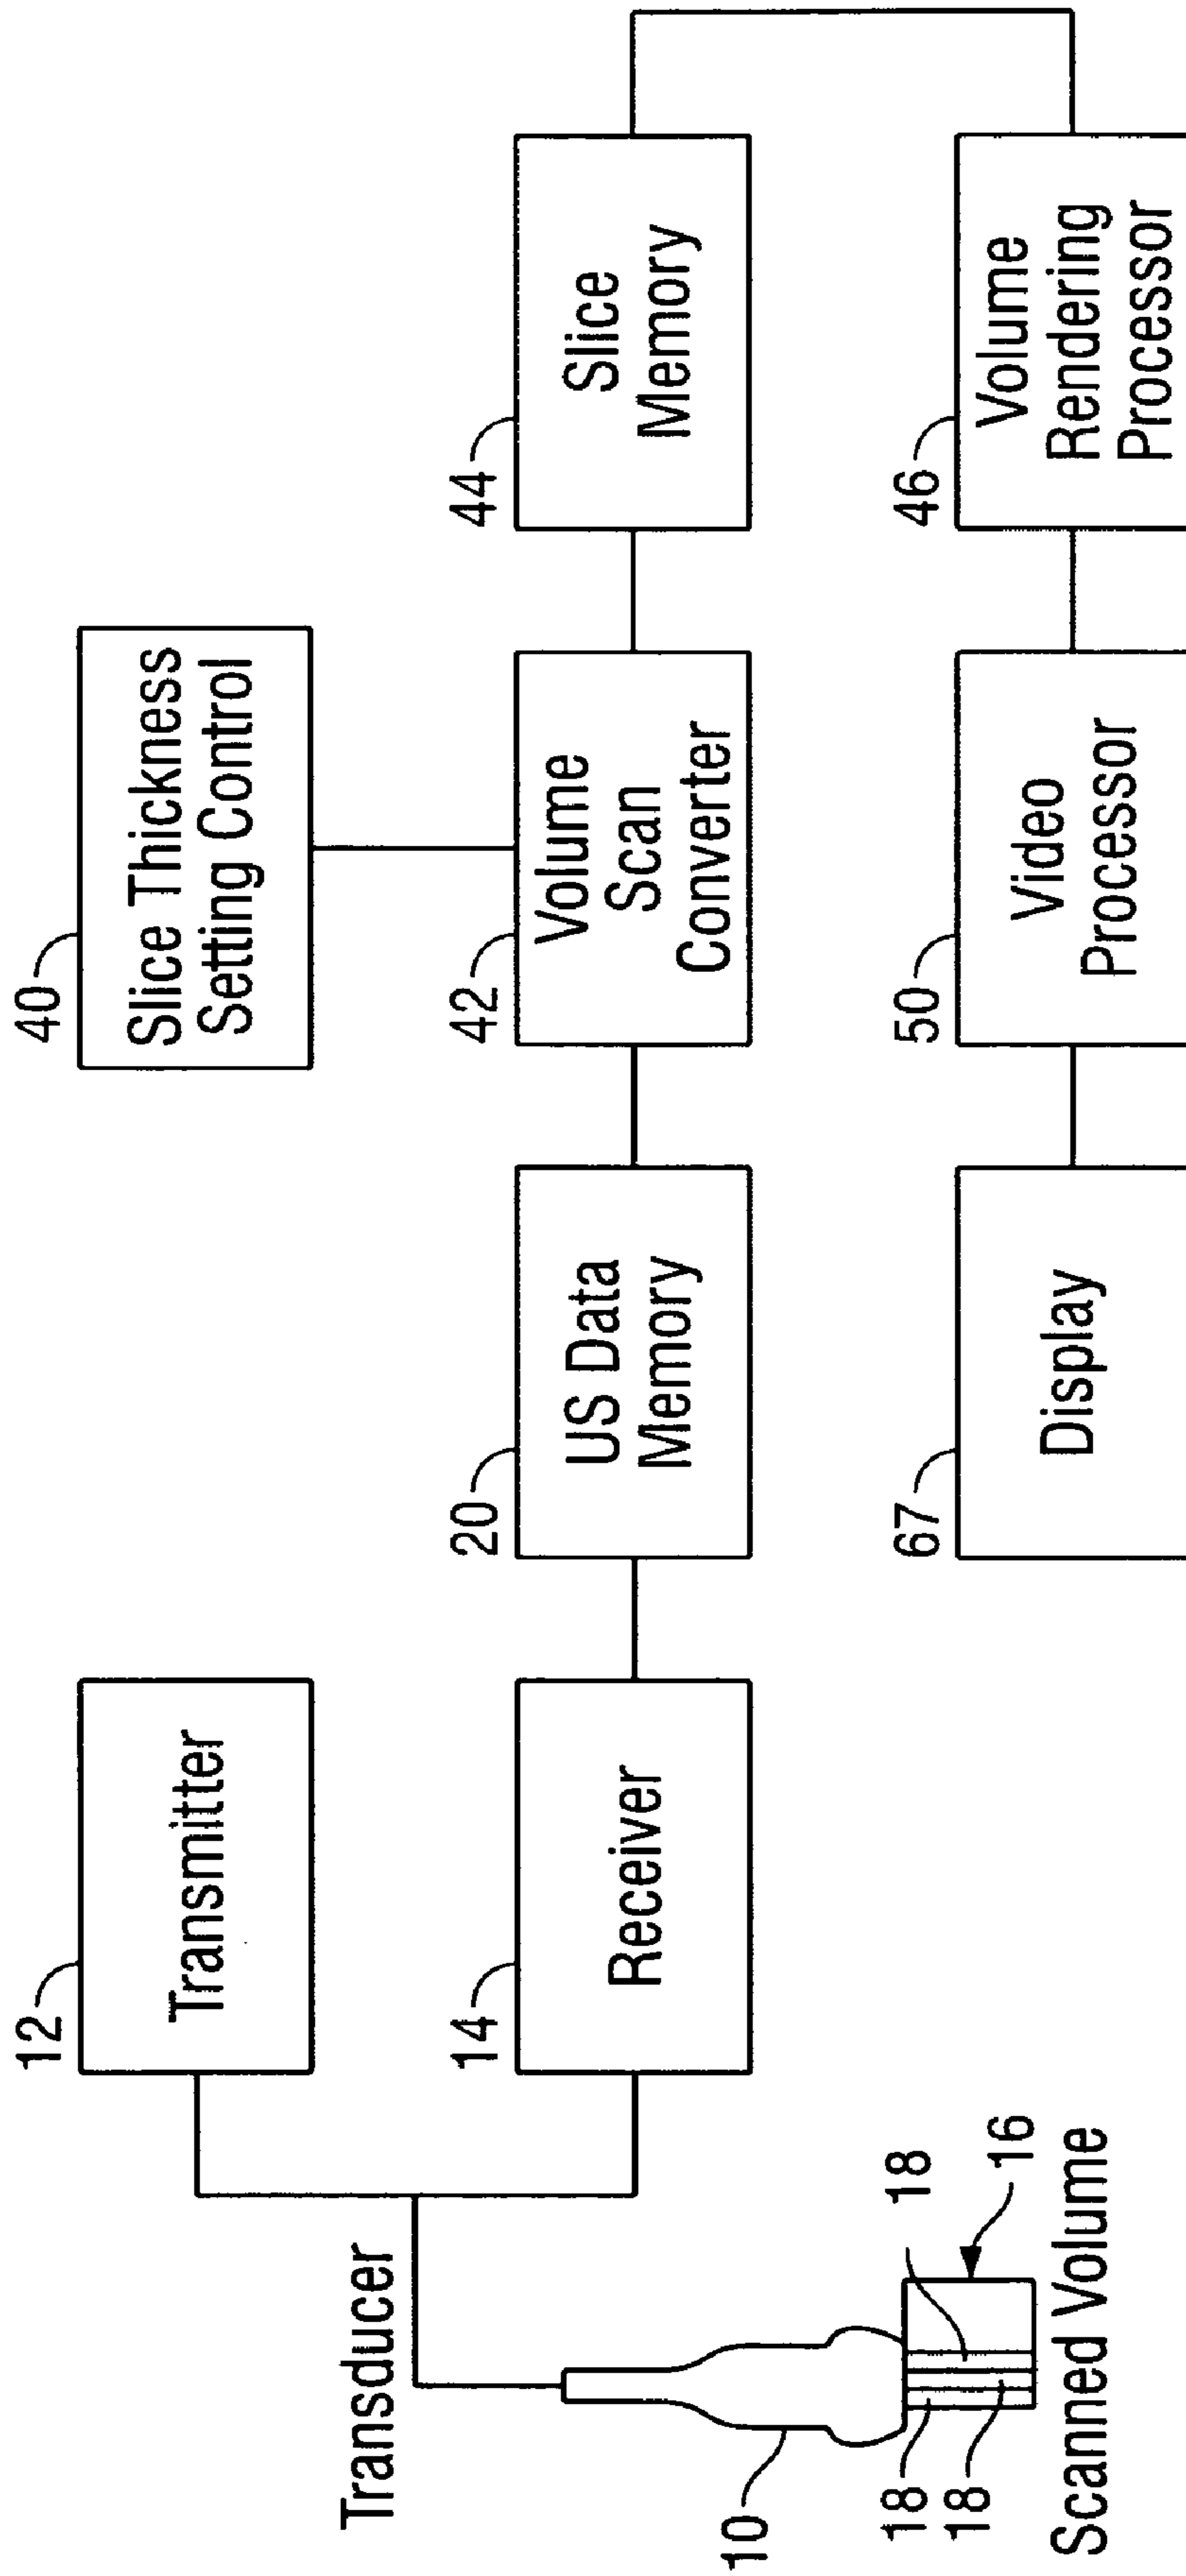 12
Transmitter
40
Slice Thickness
Setting Control
Transducer
14
Receiver
20
US Data
Memory
42
Volume
Scan
Converter
44
Slice
Memory
10
18
18
18
16
Scanned Volume
67
Display
50
Video
Processor
46
Volume
Rendering
Processor